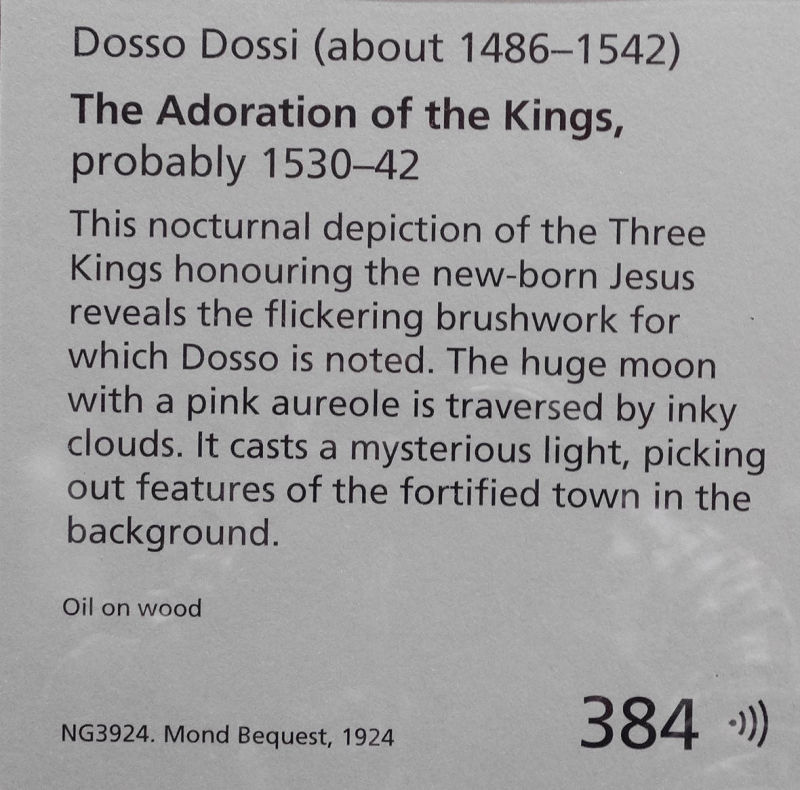 Dosso Dossi (about 1486–1542)
The Adoration of the Kings,
probably 1530–42
This nocturnal depiction of the Three
Kings honouring the new-born Jesus
reveals the flickering brushwork for
which Dosso is noted. The huge moon
with a pink aureole is traversed by inky
clouds. It casts a mysterious light, picking
out features of the fortified town in the
background.
Oil on wood
NG3924. Mond Bequest, 1924
384